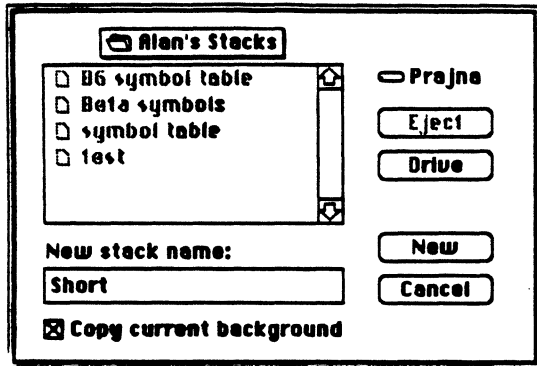 Alan's Stacks
B6 symbol table
Beta symbols
symbol table
test
Prajna
Eject
Drive
New stack name:
New
Short
Cancel
Copy current background